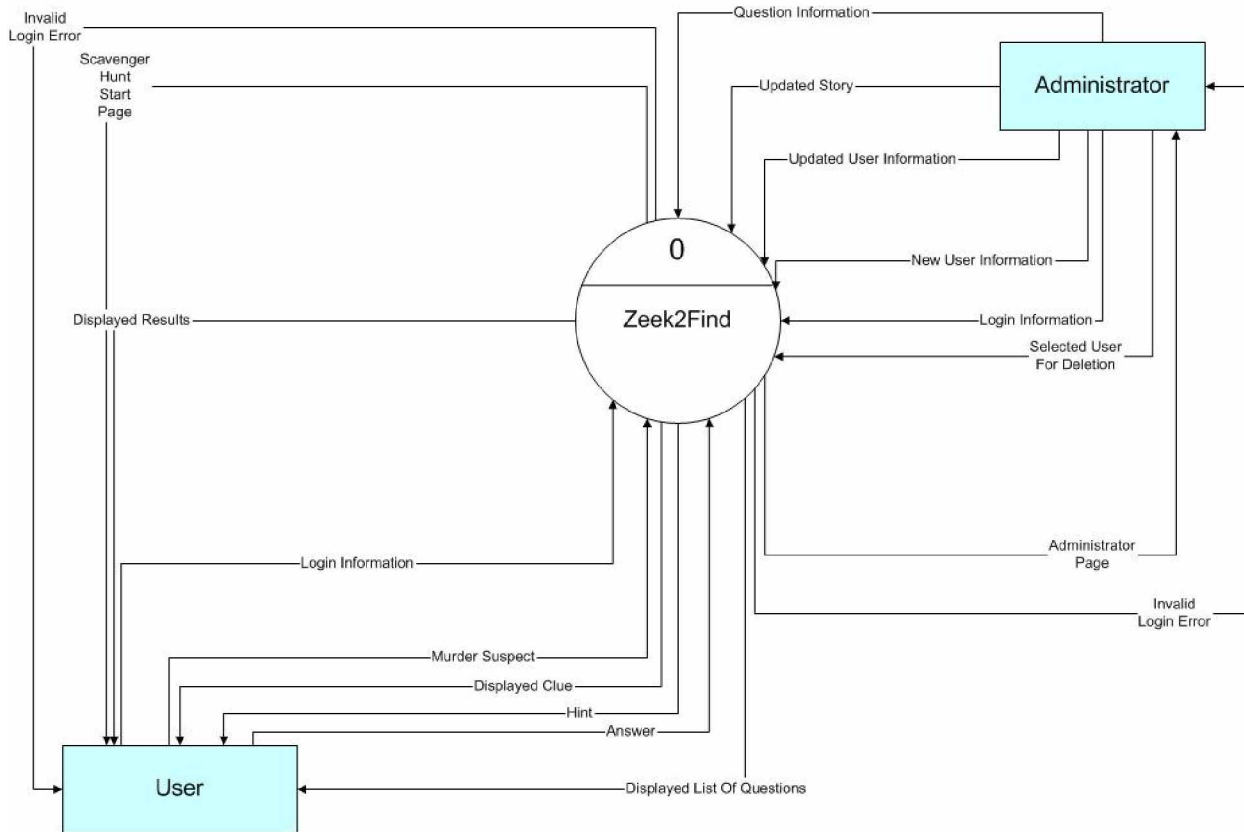 Invalid
Login Error
Question Information
Scavenger
Hunt
Start
Page
Administrator
Updated Story
Updated User Information
0
New User Information
Zeek2Find
Displayed Results
Login Information
Selected User
For Deletion
Administrator
Page
Login Information
Invalid
Login Error
Murder Suspect
Displayed Clue
Hint
Answer
User
Displayed List Of Questions